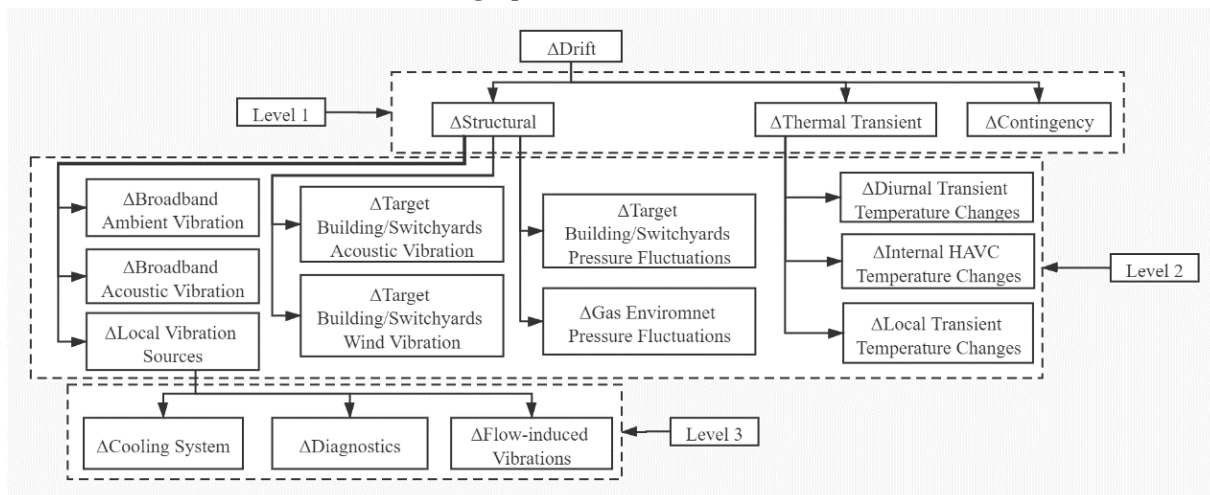 ΔDrift
Level 1
ΔStructural
ΔThermal Transient
ΔContingency
ΔBroadband
Ambient Vibration
ΔBroadband
Acoustic Vibration
ΔLocal Vibration
Sources
ΔTarget
Building/Switchyards
Acoustic Vibration
ΔTarget
Building/Switchyards
Wind Vibration
ΔTarget
Building/Switchyards
Pressure Fluctuations
ΔGas Enviromnet
Pressure Fluctuations
ΔDiurnal Transient
Temperature Changes
ΔInternal HAVC
Temperature Changes
ΔLocal Transient
Temperature Changes
Level 2
ΔCooling System
ΔDiagnostics
ΔFlow-induced
Vibrations
Level 3